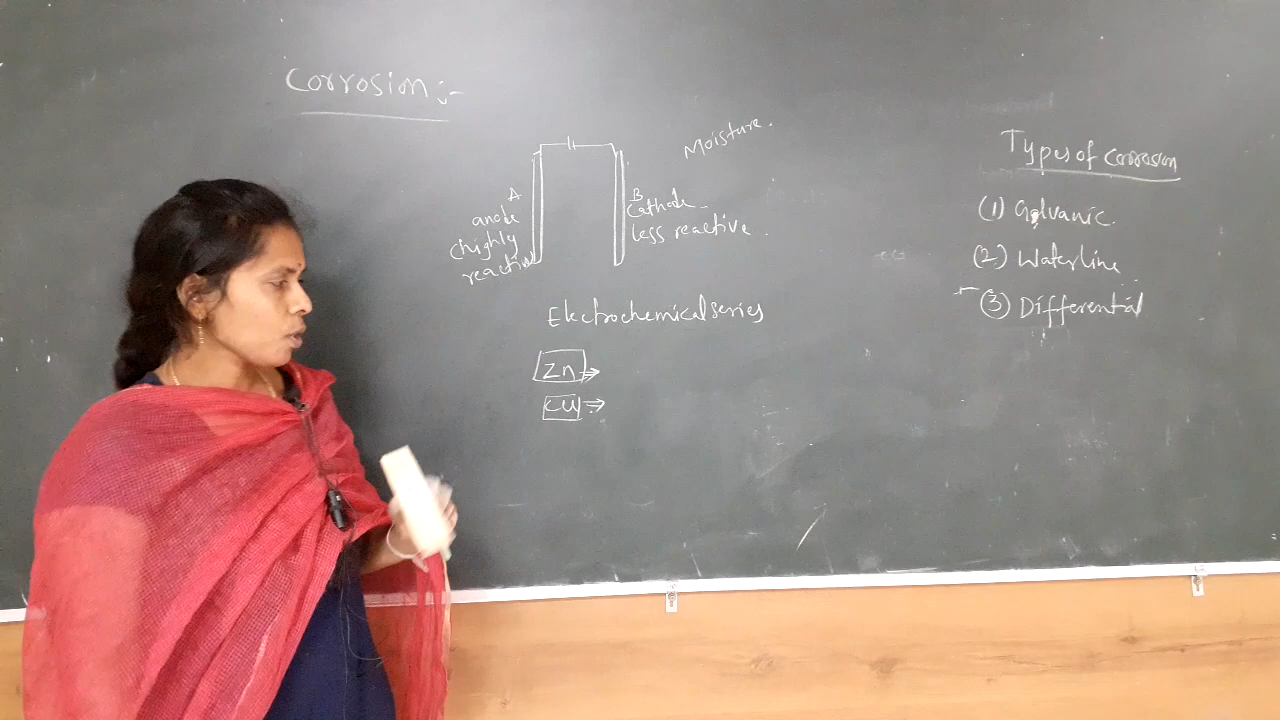 Corrosion :-
Moisture.
A
anode
(highly
reactive
B
Cathode
less reactive.
Electrochemical series
Zn
Cu
Types of Corrosion
(1) Galvanic.
(2) Waterline
(3) Differential